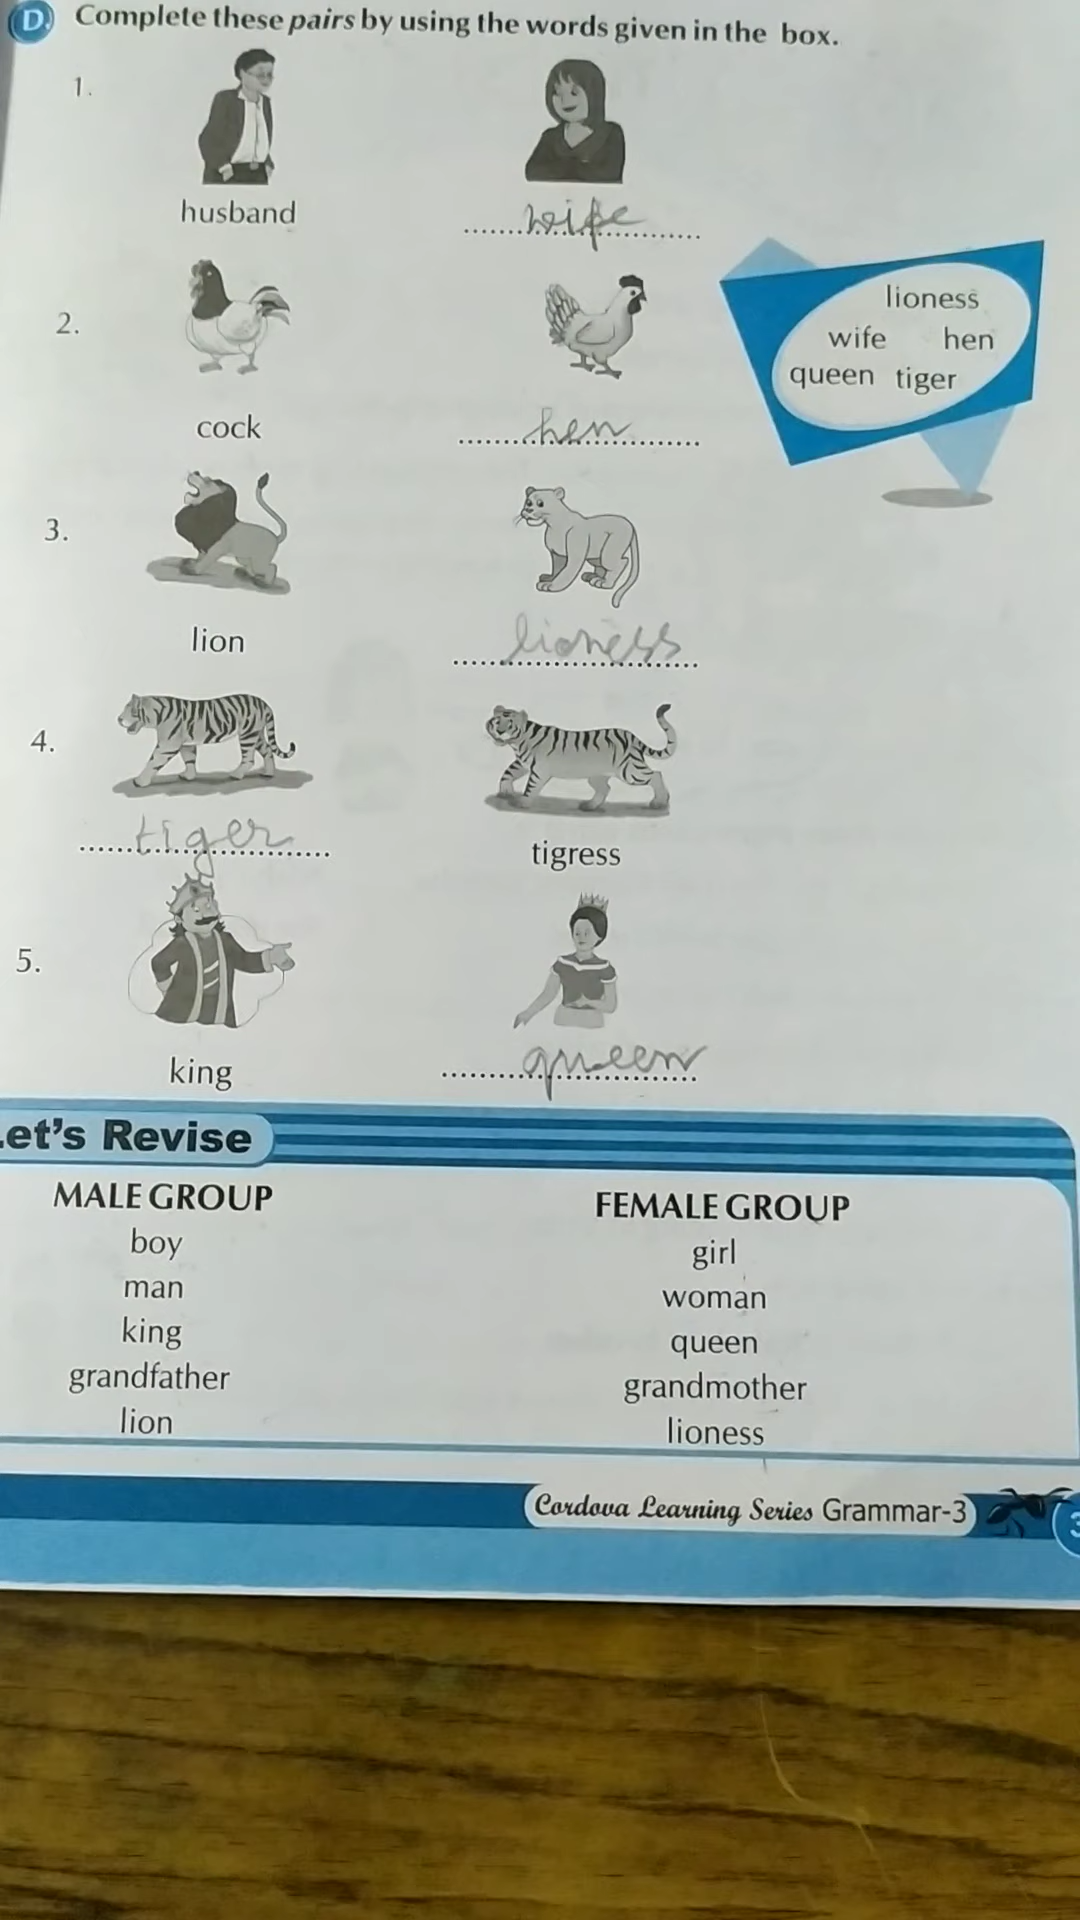 D. Complete these pairs by using the words given in the box.
1.
husband wife
2.
lioness
wife hen
queen tiger
cock hen
3.
lion lioness
4.
tiger tigress
5.
king queen
Let's Revise
MALE GROUP FEMALE GROUP
boy girl
man woman
king queen
grandfather grandmother
lion lioness
Cordova Learning Series Grammar-3